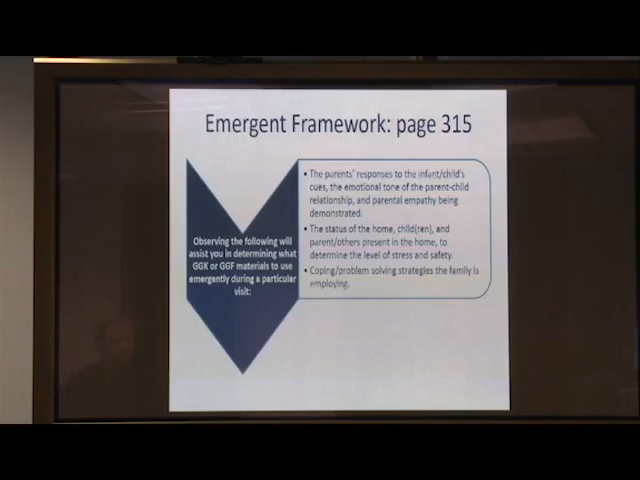 Emergent Framework: page 315
Observing the following will
assist you in determining what
GGK or GGF materials to use
emergently during a particular
visit:
• The parents' responses to the infant/child's
cues, the emotional tone of the parent-child
relationship, and parental empathy being
demonstrated.
• The status of the home, child(ren), and
parent/others present in the home, to
determine the level of stress and safety.
• Coping/problem solving strategies the family is
employing.